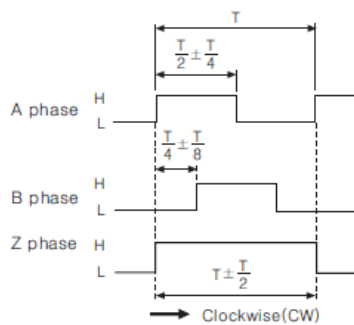 T
T/2 ± T/4
A phase H
L
T/4 ± T/8
B phase H
L
Z phase H
L
T ± T/2
Clockwise(CW)